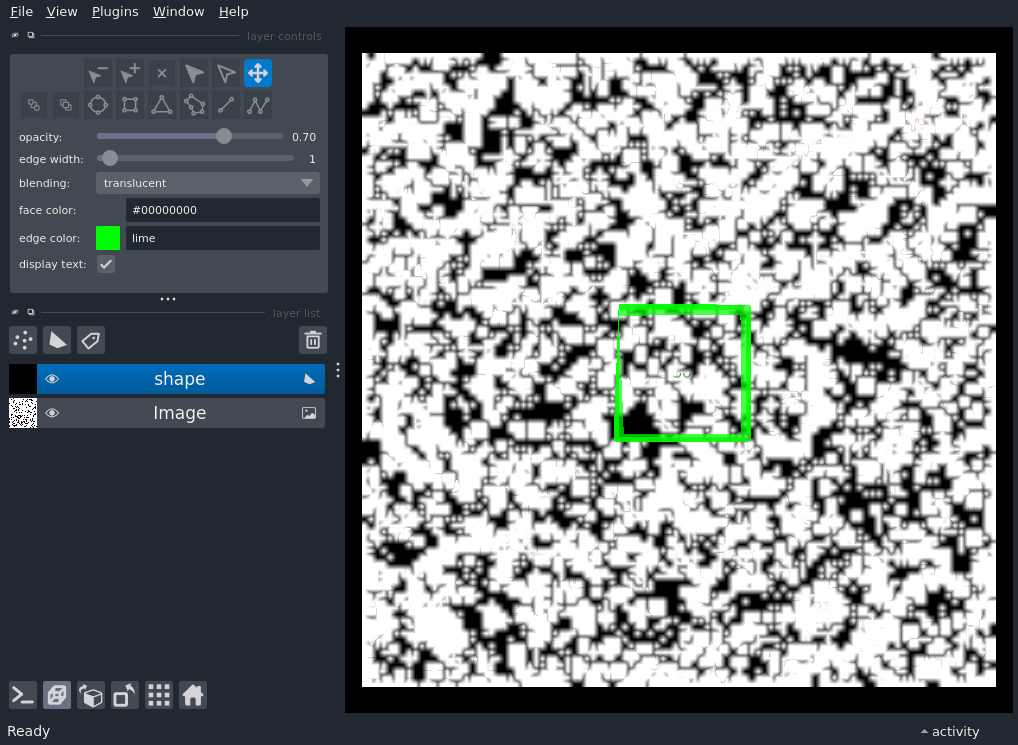 File View Plugins Window Help
layer controls
opacity: 0.70
edge width: 1
blending: translucent
face color: #00000000
edge color: lime
display text:
layer list
shape
Image
Ready
activity